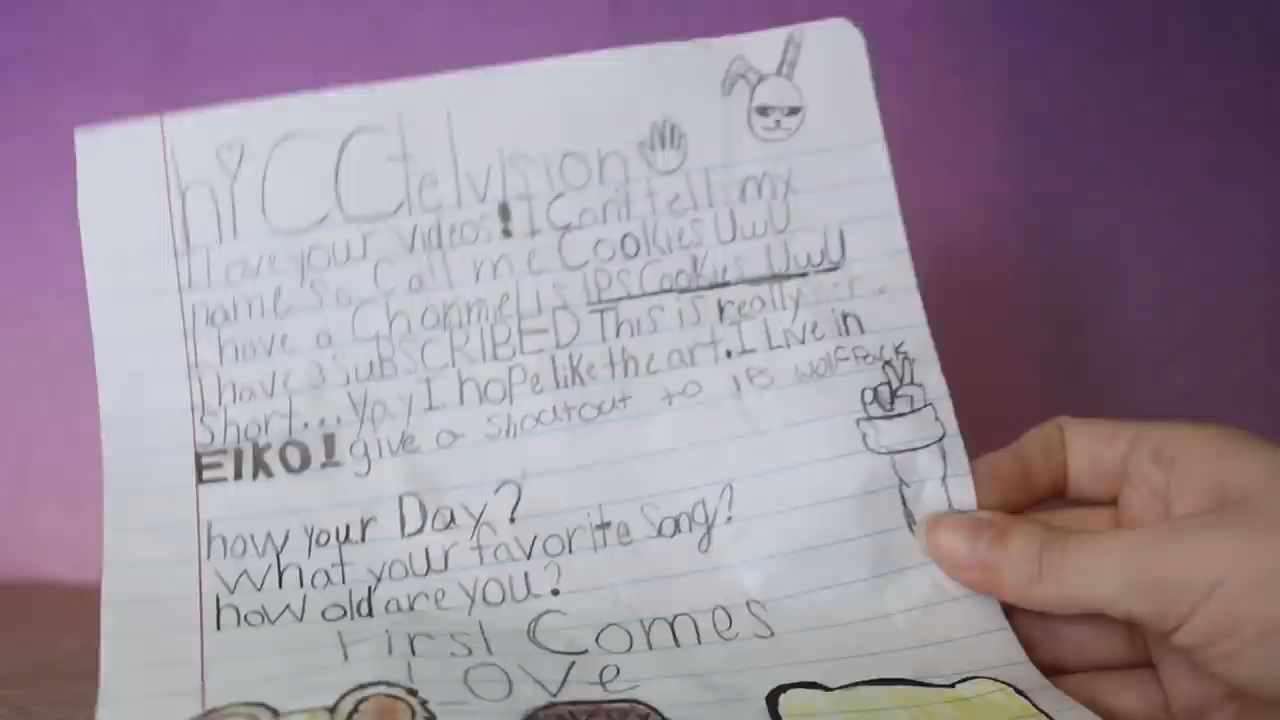 hi CCtelvision
I Love your videos! I Cant tell my
name so Call me Cookies UwU
I have a Channel is IPS Cookies UwU
I have 3 SUBSCRIBED This is really
Short... Yay I hope like the art. I Live in
EIKO! give a shoutout to IPS wolfpack
how your Day?
What your favorite Song?
how old are you?
First Comes
Love